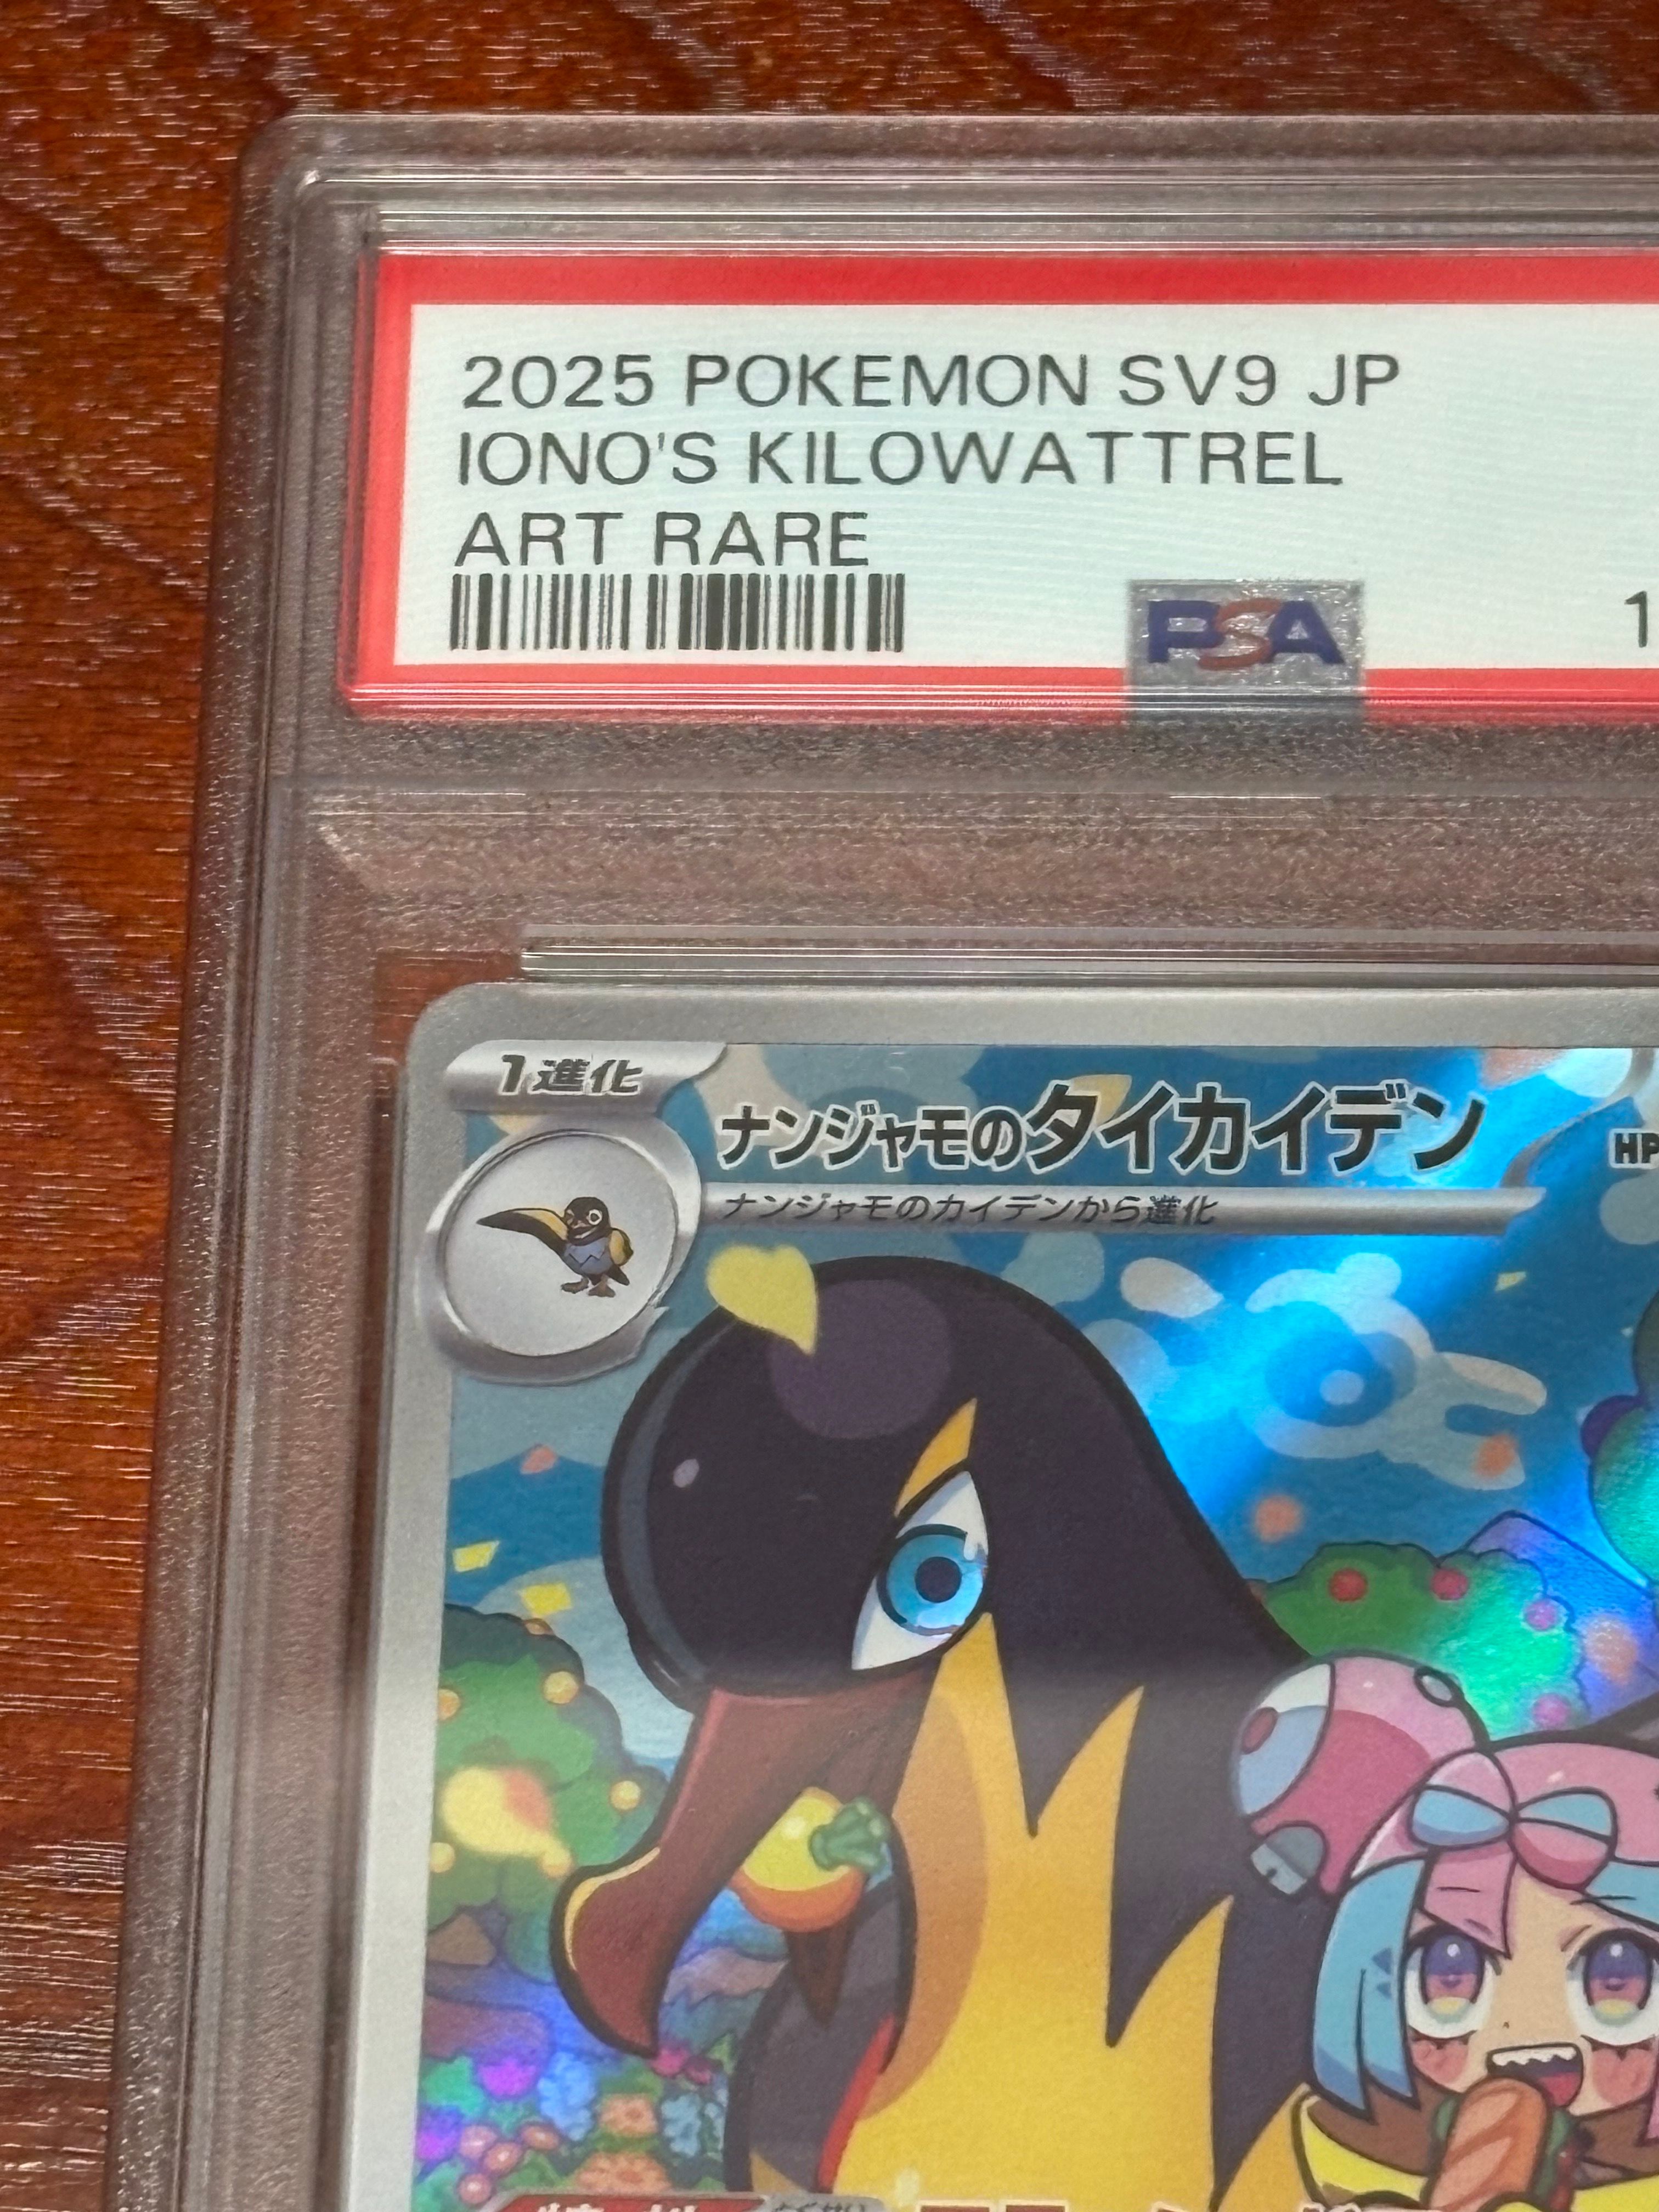 2025 POKEMON SV9 JP
IONO'S KILOWATTREL
ART RARE
PSA
1
1進化
ナンジャモのタイカイデン
HP
ナンジャモのカイデンから進化